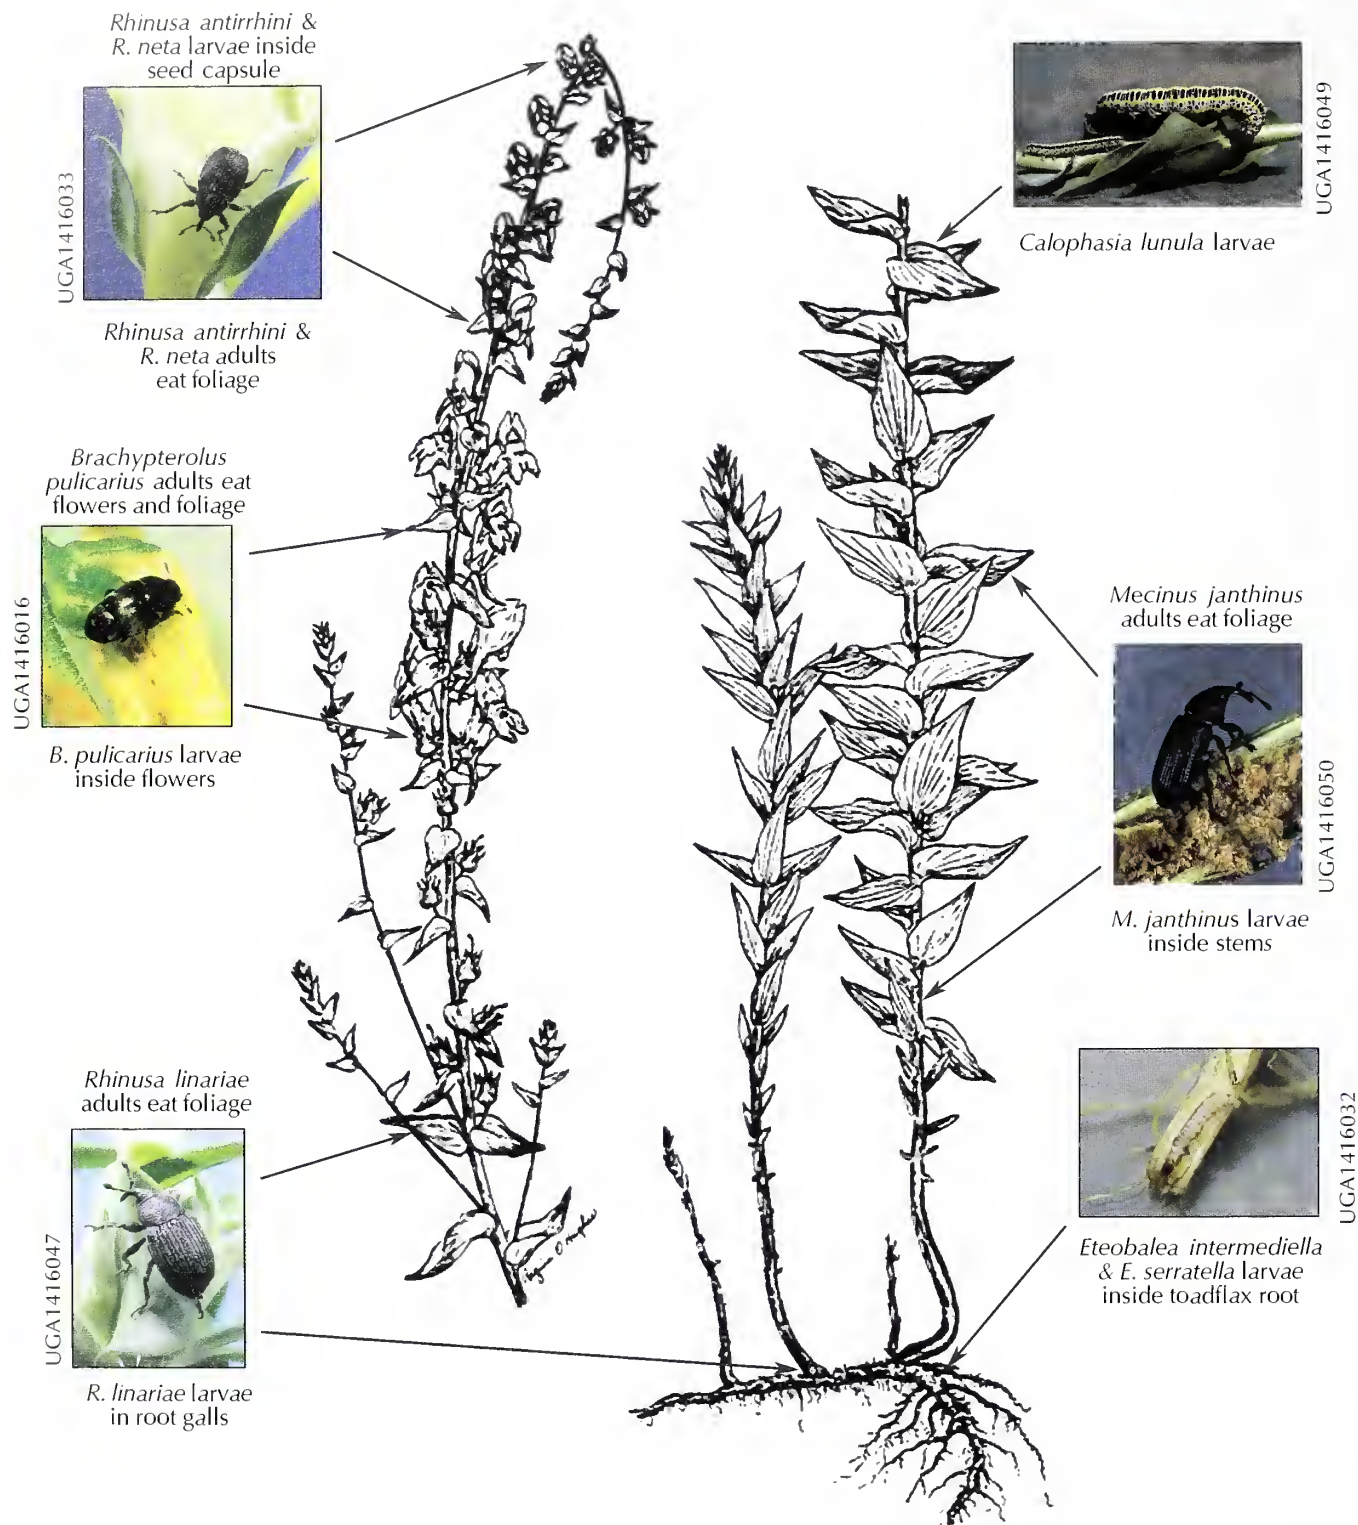 Rhinusa antirrhini &
R. neta larvae inside
seed capsule
UGA1416033
Rhinusa antirrhini &
R. neta adults
eat foliage
Brachypterolus
pulicarius adults eat
flowers and foliage
UGA1416016
B. pulicarius larvae
inside flowers
Rhinusa linariae
adults eat foliage
UGA1416047
R. linariae larvae
in root galls
UGA1416049
Calophasia lunula larvae
Mecinus janthinus
adults eat foliage
UGA1416050
M. janthinus larvae
inside stems
UGA1416032
Eteobalea intermediella
& E. serratella larvae
inside toadflax root